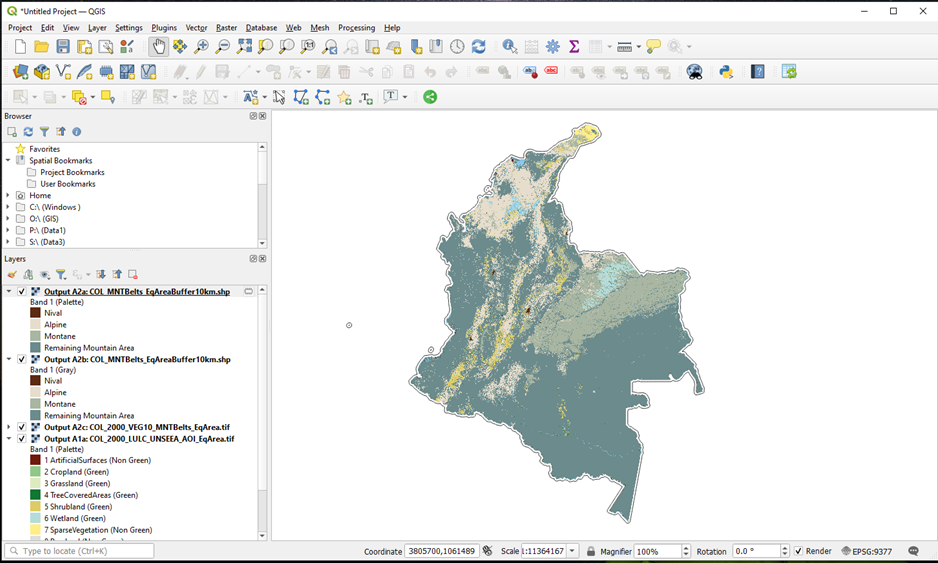 *Untitled Project — QGIS
Project Edit View Layer Settings Plugins Vector Raster Database Web Mesh Processing Help
Browser
Favorites
Spatial Bookmarks
Project Bookmarks
User Bookmarks
Home
C:\ (Windows )
O:\ (GIS)
P:\ (Data1)
S:\ (Data3)
Layers
Output A2a: COL_MNTBelts_EqAreaBuffer10km.shp
Band 1 (Palette)
Nival
Alpine
Montane
Remaining Mountain Area
Output A2b: COL_MNTBelts_EqAreaBuffer10km.shp
Band 1 (Gray)
Nival
Alpine
Montane
Remaining Mountain Area
Output A2c: COL_2000_VEG10_MNTBelts_EqArea.tif
Output A1a: COL_2000_LULC_UNSEEA_AOI_EqArea.tif
Band 1 (Palette)
1 ArtificialSurfaces (Non Green)
2 Cropland (Green)
3 Grassland (Green)
4 TreeCoveredAreas (Green)
5 Shrubland (Green)
6 Wetland (Green)
7 SparseVegetation (Non Green)
Type to locate (Ctrl+K) Coordinate 3805700,1061489 Scale 1:11364167 Magnifier 100% Rotation 0.0 ° Render EPSG:9377